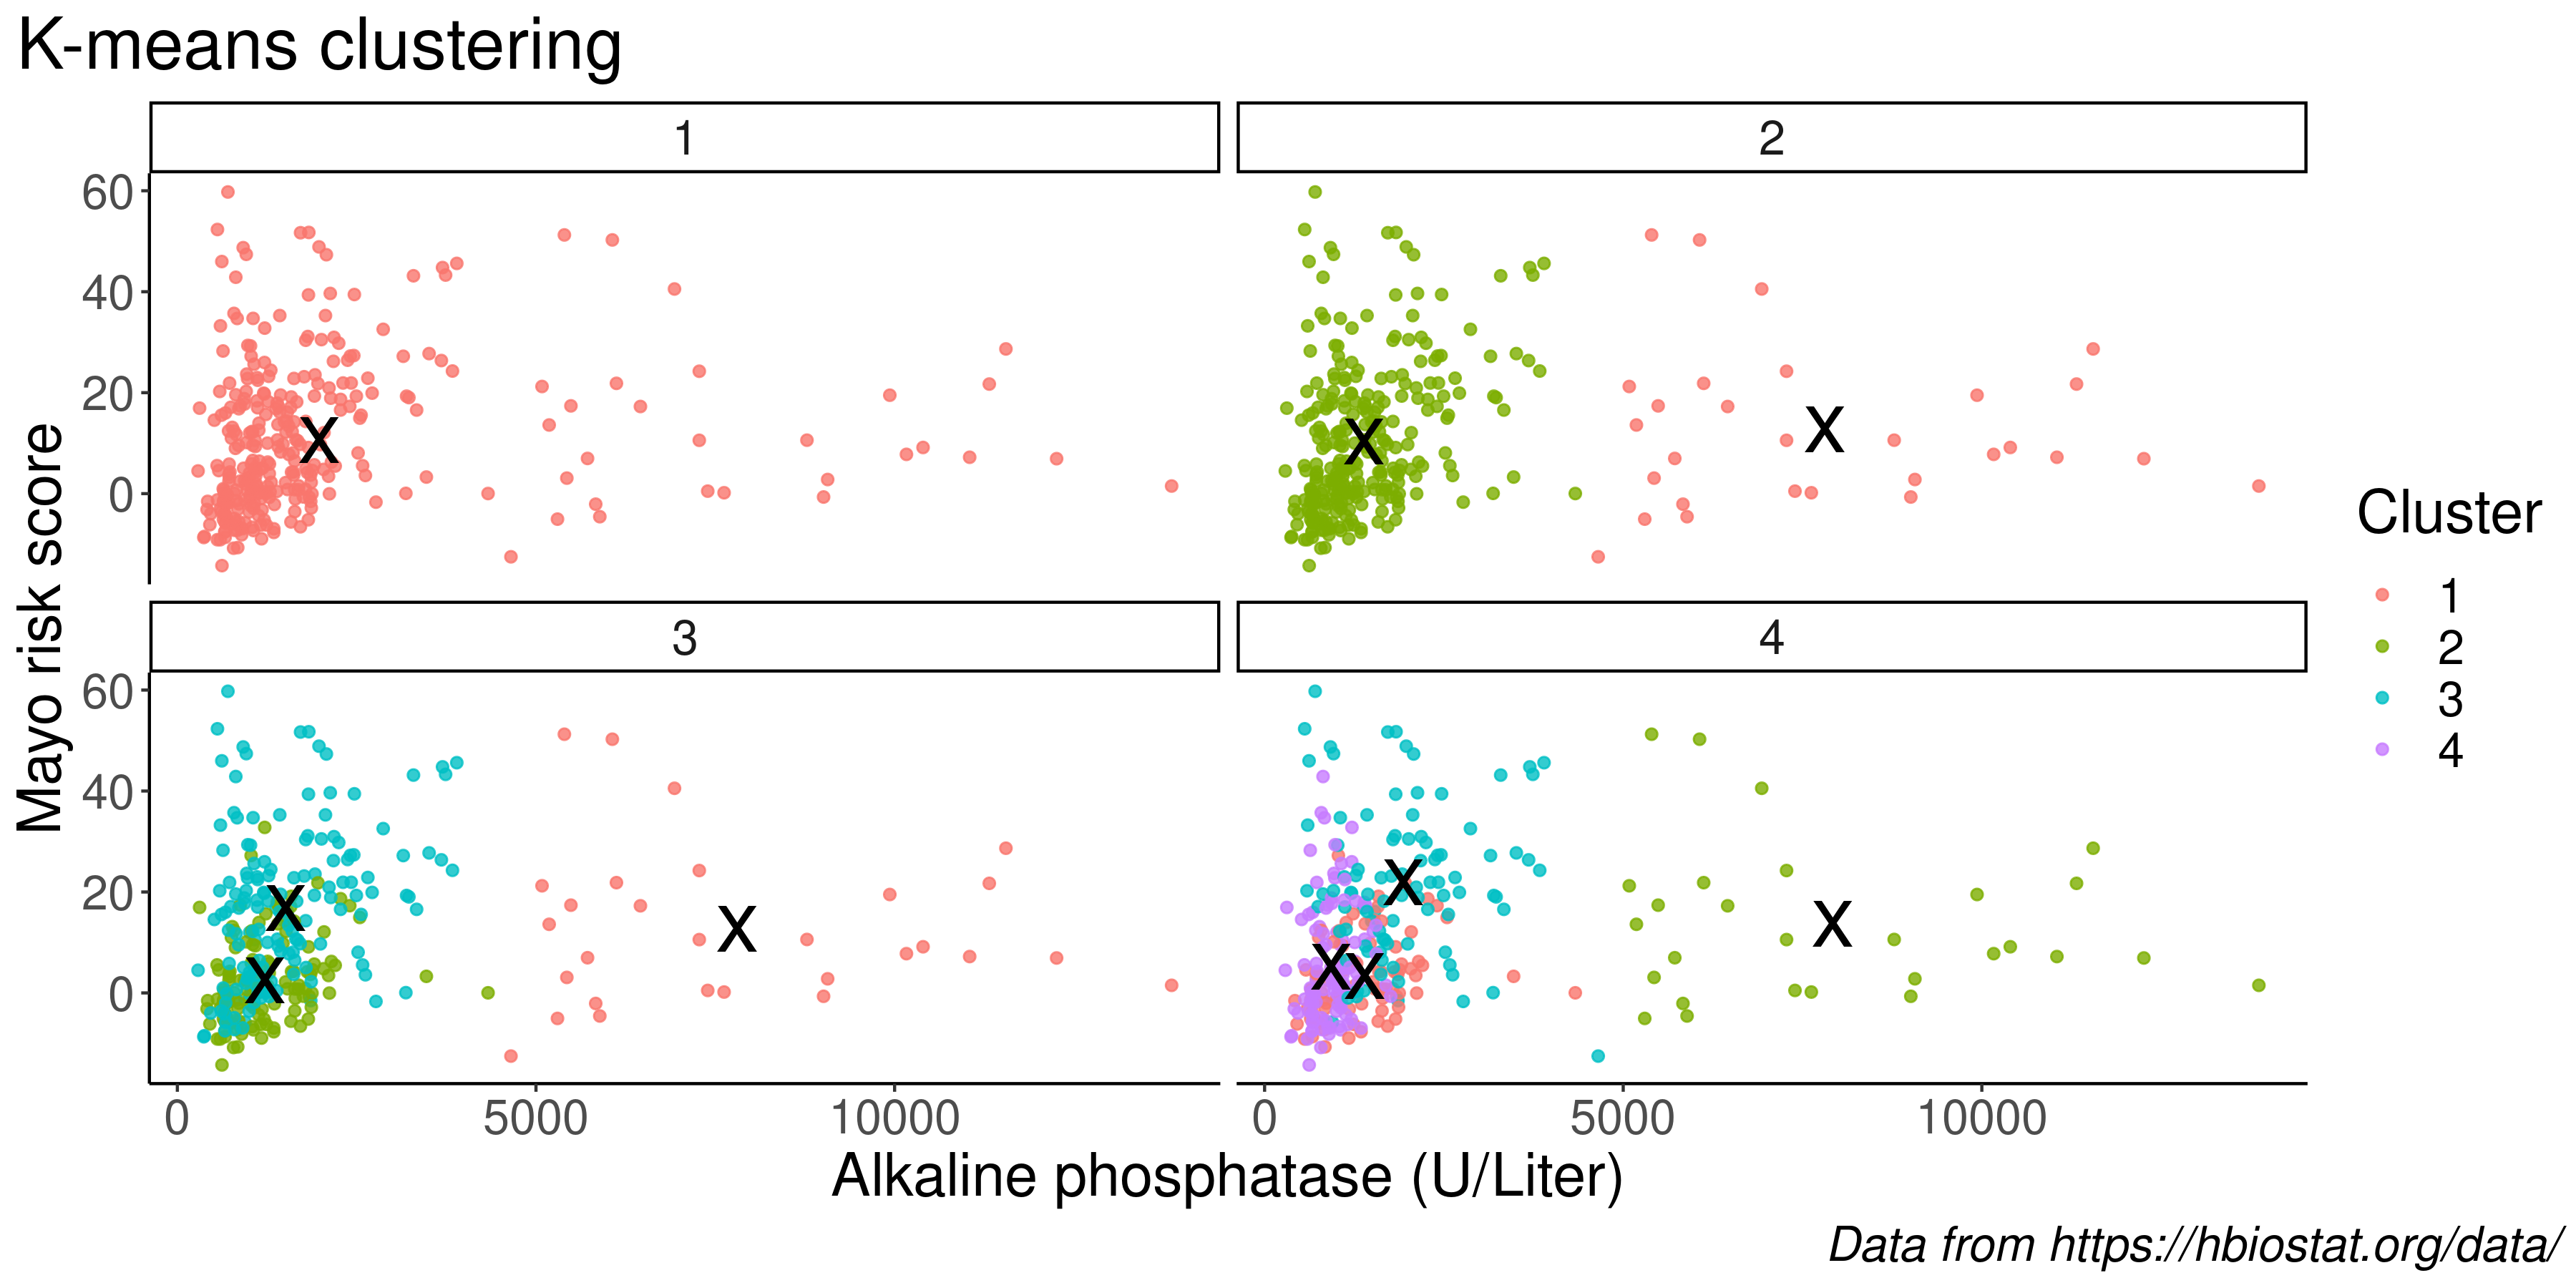 K-means clustering
1
2
60
40
20
0
3
4
60
40
20
0
0
5000
10000
0
5000
10000
Mayo risk score
Alkaline phosphatase (U/Liter)
Cluster
1
2
3
4
X
X
X
X
X
X
X
X
X
X
Data from https://hbiostat.org/data/